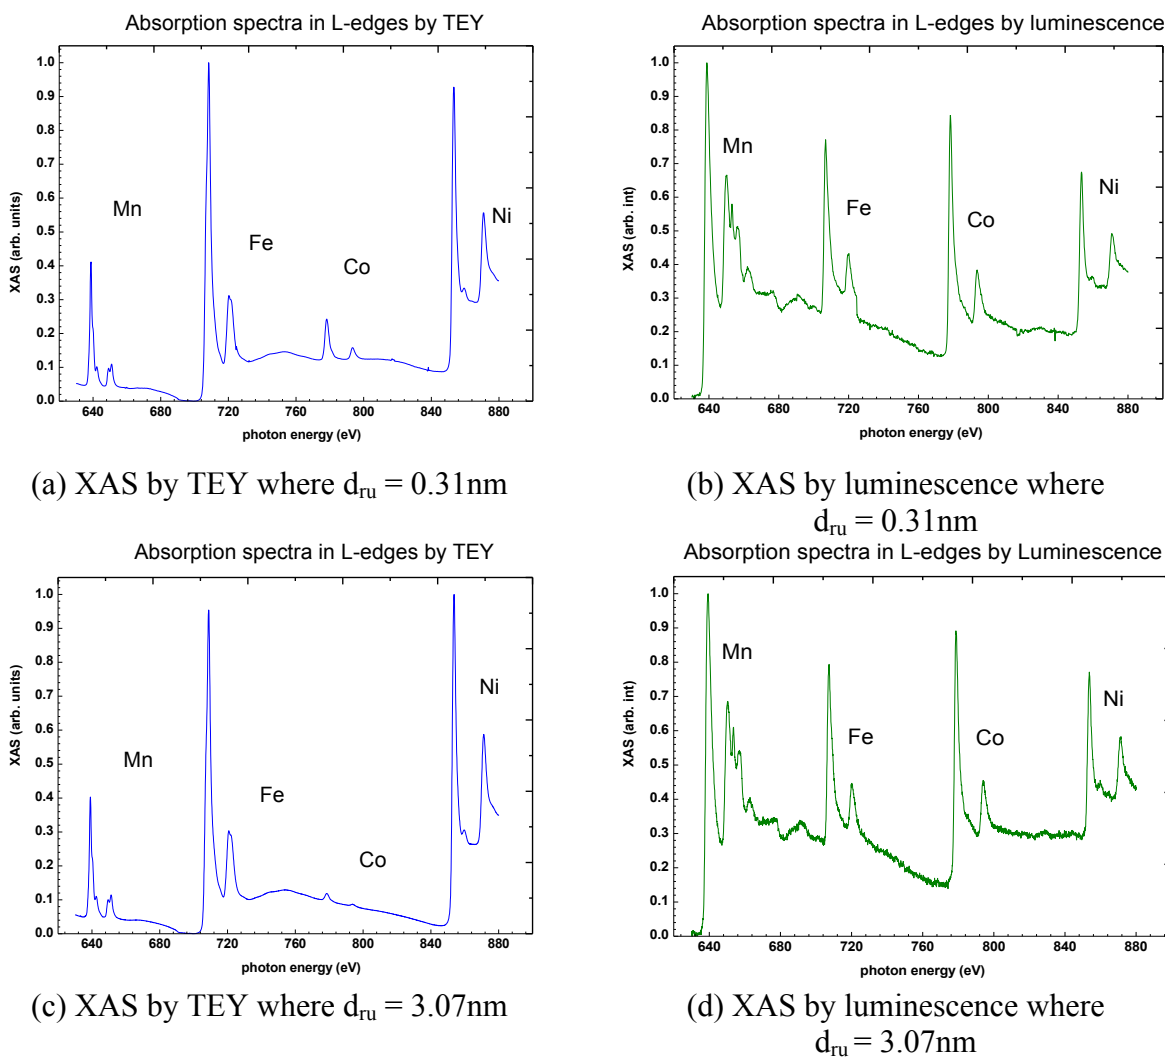 Absorption spectra in L-edges by TEY
XAS (arb. units)
1.0
0.9
0.8
0.7
0.6
0.5
0.4
0.3
0.2
0.1
0.0
Mn
Fe
Co
Ni
640 680 720 760 800 840 880
photon energy (eV)
(a) XAS by TEY where dru = 0.31nm
Absorption spectra in L-edges by luminescence
XAS (arb. int)
1.0
0.9
0.8
0.7
0.6
0.5
0.4
0.3
0.2
0.1
0.0
Mn
Fe
Co
Ni
640 720 800 880
photon energy (eV)
(b) XAS by luminescence where
dru = 0.31nm
Absorption spectra in L-edges by TEY
XAS (arb. units)
1.0
0.9
0.8
0.7
0.6
0.5
0.4
0.3
0.2
0.1
0.0
Mn
Fe
Co
Ni
640 680 720 760 800 840 880
photon energy (eV)
(c) XAS by TEY where dru = 3.07nm
Absorption spectra in L-edges by Luminescence
XAS (arb. int)
1.0
0.9
0.8
0.7
0.6
0.5
0.4
0.3
0.2
0.1
0.0
Mn
Fe
Co
Ni
640 720 800 880
photon energy (eV)
(d) XAS by luminescence where
dru = 3.07nm